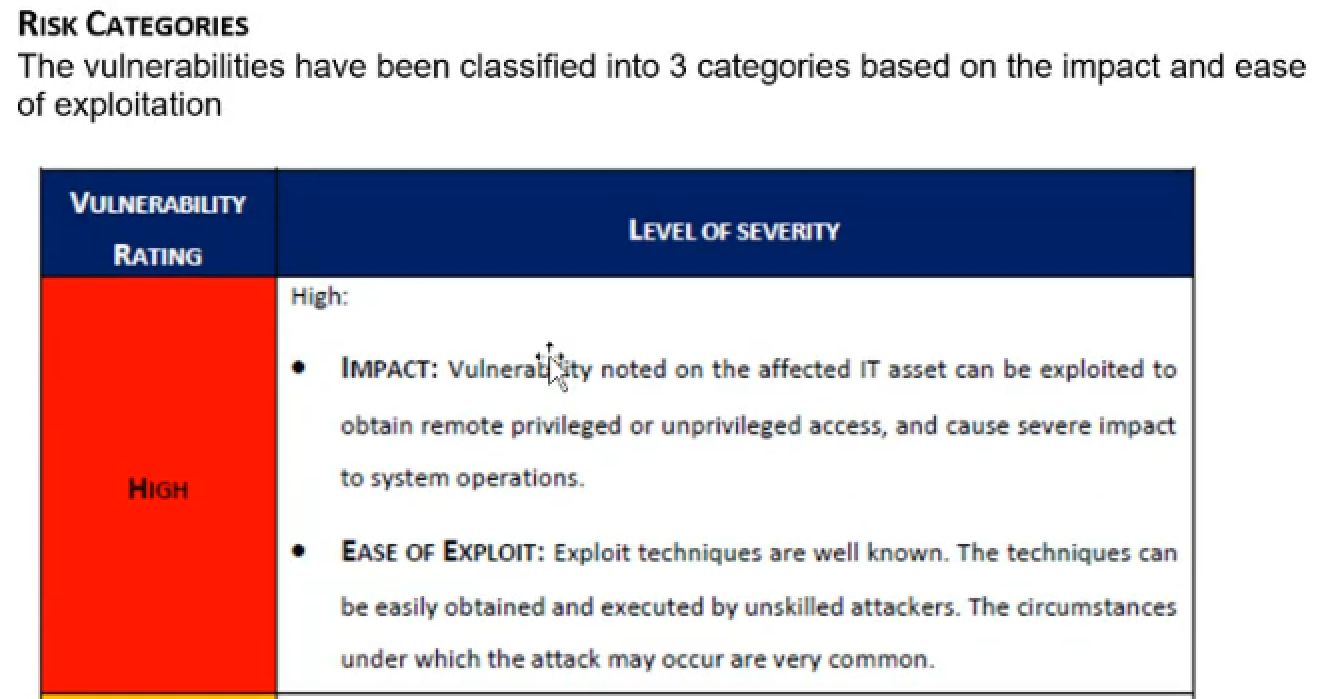 RISK CATEGORIES
The vulnerabilities have been classified into 3 categories based on the impact and ease
of exploitation
VULNERABILITY
RATING
LEVEL OF SEVERITY
HIGH
High:
• IMPACT: Vulnerability noted on the affected IT asset can be exploited to
obtain remote privileged or unprivileged access, and cause severe impact
to system operations.
• EASE OF EXPLOIT: Exploit techniques are well known. The techniques can
be easily obtained and executed by unskilled attackers. The circumstances
under which the attack may occur are very common.